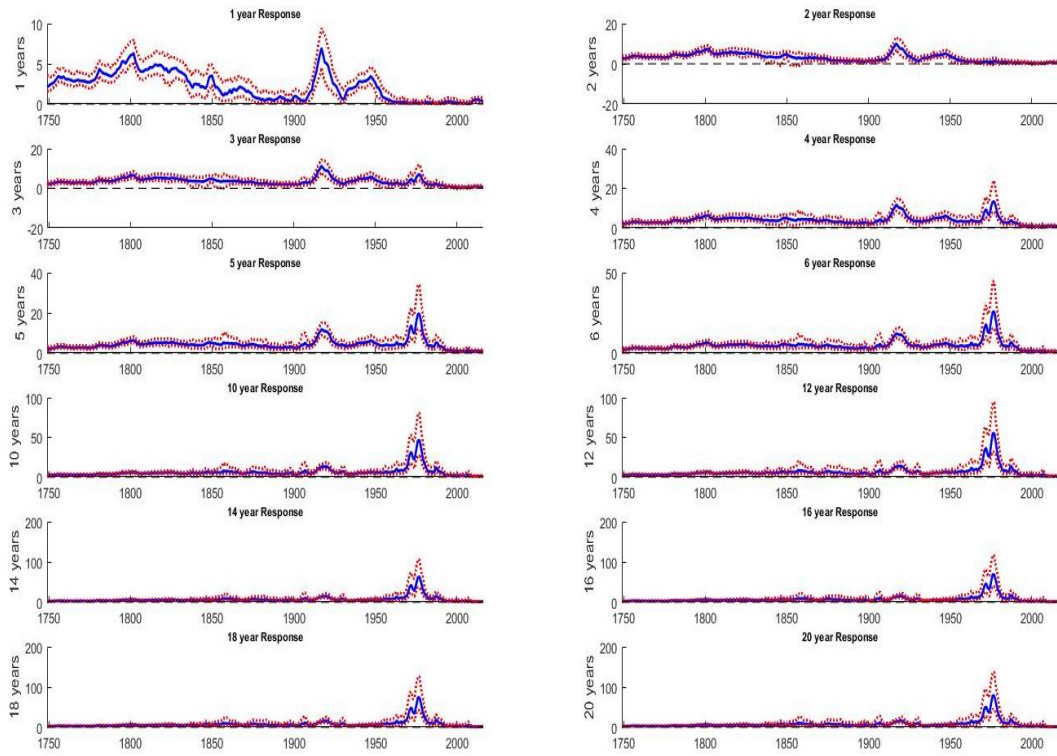 1 year Response
1 years
10
5
0
1750 1800 1850 1900 1950 2000
2 year Response
2 years
20
0
-20
1750 1800 1850 1900 1950 2000
3 year Response
3 years
20
0
-20
1750 1800 1850 1900 1950 2000
4 year Response
4 years
40
20
0
1750 1800 1850 1900 1950 2000
5 year Response
5 years
40
20
0
1750 1800 1850 1900 1950 2000
6 year Response
6 years
50
0
1750 1800 1850 1900 1950 2000
10 year Response
10 years
100
50
0
1750 1800 1850 1900 1950 2000
12 year Response
12 years
100
50
0
1750 1800 1850 1900 1950 2000
14 year Response
14 years
200
100
0
1750 1800 1850 1900 1950 2000
16 year Response
16 years
200
100
0
1750 1800 1850 1900 1950 2000
18 year Response
18 years
200
100
0
1750 1800 1850 1900 1950 2000
20 year Response
20 years
200
100
0
1750 1800 1850 1900 1950 2000